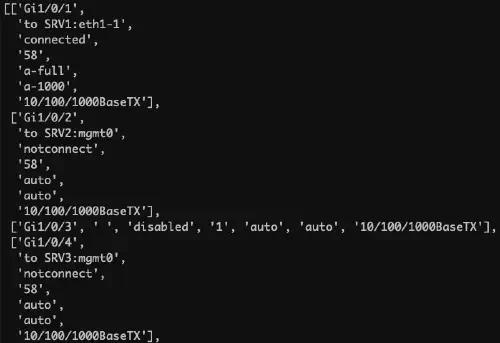 [['Gi1/0/1',
'to SRV1:eth1-1',
'connected',
'58',
'a-full',
'a-1000',
'10/100/1000BaseTX'],
['Gi1/0/2',
'to SRV2:mgmt0',
'notconnect',
'58',
'auto',
'auto',
'10/100/1000BaseTX'],
['Gi1/0/3', ' ', 'disabled', '1', 'auto', 'auto', '10/100/1000BaseTX'],
['Gi1/0/4',
'to SRV3:mgmt0',
'notconnect',
'58',
'auto',
'auto',
'10/100/1000BaseTX'],